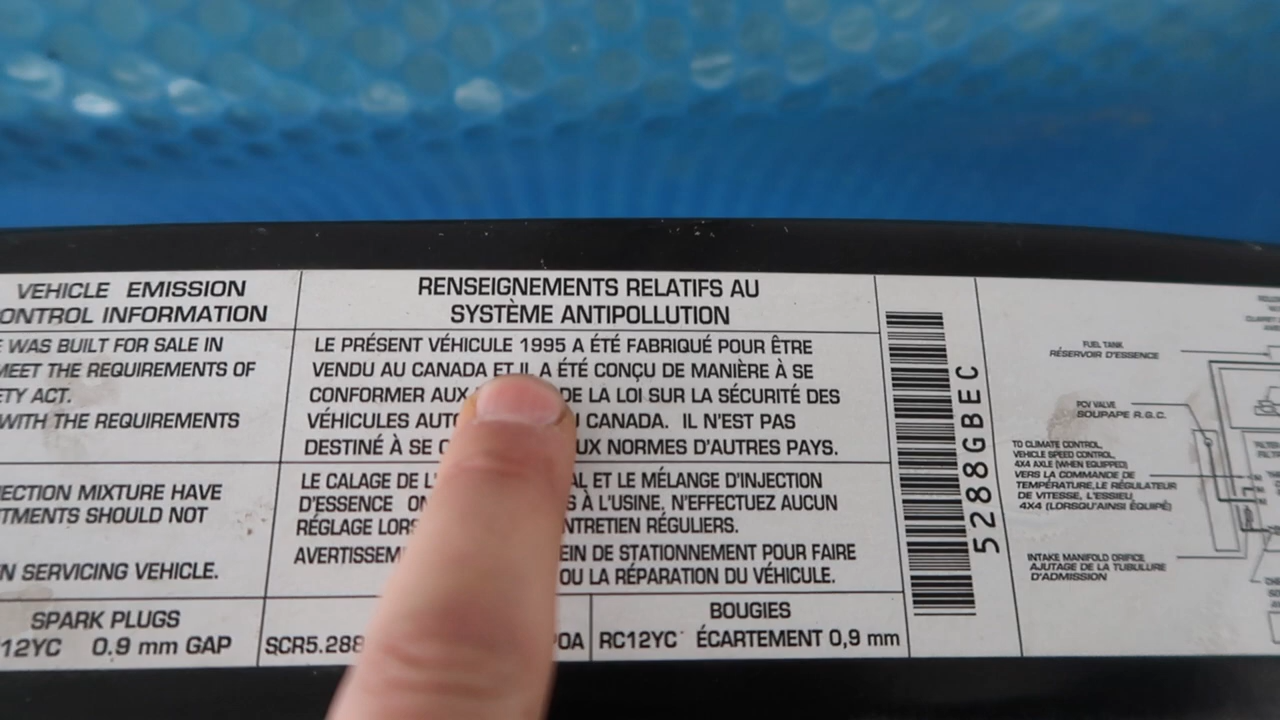 VEHICLE EMISSION
ONTROL INFORMATION
WAS BUILT FOR SALE IN
MEET THE REQUIREMENTS OF
ETY ACT.
WITH THE REQUIREMENTS
JECTION MIXTURE HAVE
TMENTS SHOULD NOT
N SERVICING VEHICLE.
SPARK PLUGS
12YC 0.9 mm GAP
RENSEIGNEMENTS RELATIFS AU
SYSTÈME ANTIPOLLUTION
LE PRÉSENT VÉHICULE 1995 A ÉTÉ FABRIQUÉ POUR ÊTRE
VENDU AU CANADA ET IL A ÉTÉ CONÇU DE MANIÈRE À SE
CONFORMER AUX DE LA LOI SUR LA SÉCURITÉ DES
VÉHICULES AUTO CANADA. IL N'EST PAS
DESTINÉ À SE C UX NORMES D'AUTRES PAYS.
LE CALAGE DE L' AL ET LE MÉLANGE D'INJECTION
D'ESSENCE ON S À L'USINE, N'EFFECTUEZ AUCUN
RÉGLAGE LORS NTRETIEN RÉGULIERS.
AVERTISSEM EIN DE STATIONNEMENT POUR FAIRE
OU LA RÉPARATION DU VÉHICULE.
SCR5.288 POA
BOUGIES
RC12YC ÉCARTEMENT 0,9 mm
5288GBEC
FUEL TANK
RÉSERVOIR D'ESSENCE
PCV VALVE
SOUPAPE R.G.C.
TO CLIMATE CONTROL,
VEHICLE SPEED CONTROL,
4X4 AXLE (WHEN EQUIPPED)
VERS LA COMMANDE DE
TEMPÉRATURE, LE RÉGULATEUR
DE VITESSE, L'ESSIEU
4X4 (LORSQU'AINSI ÉQUIPÉ)
INTAKE MANIFOLD ORIFICE
AJUTAGE DE LA TUBULURE
D'ADMISSION